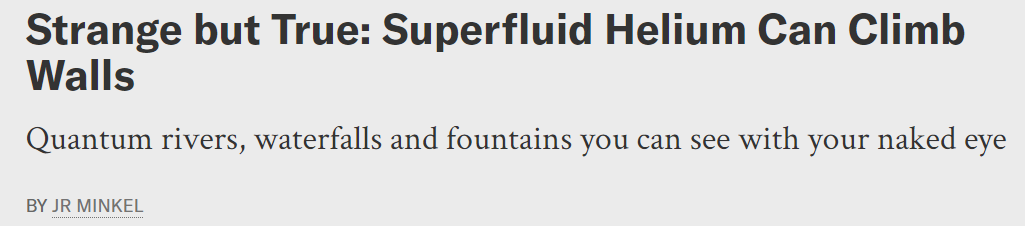 Strange but True: Superfluid Helium Can Climb
Walls
Quantum rivers, waterfalls and fountains you can see with your naked eye
BY JR MINKEL